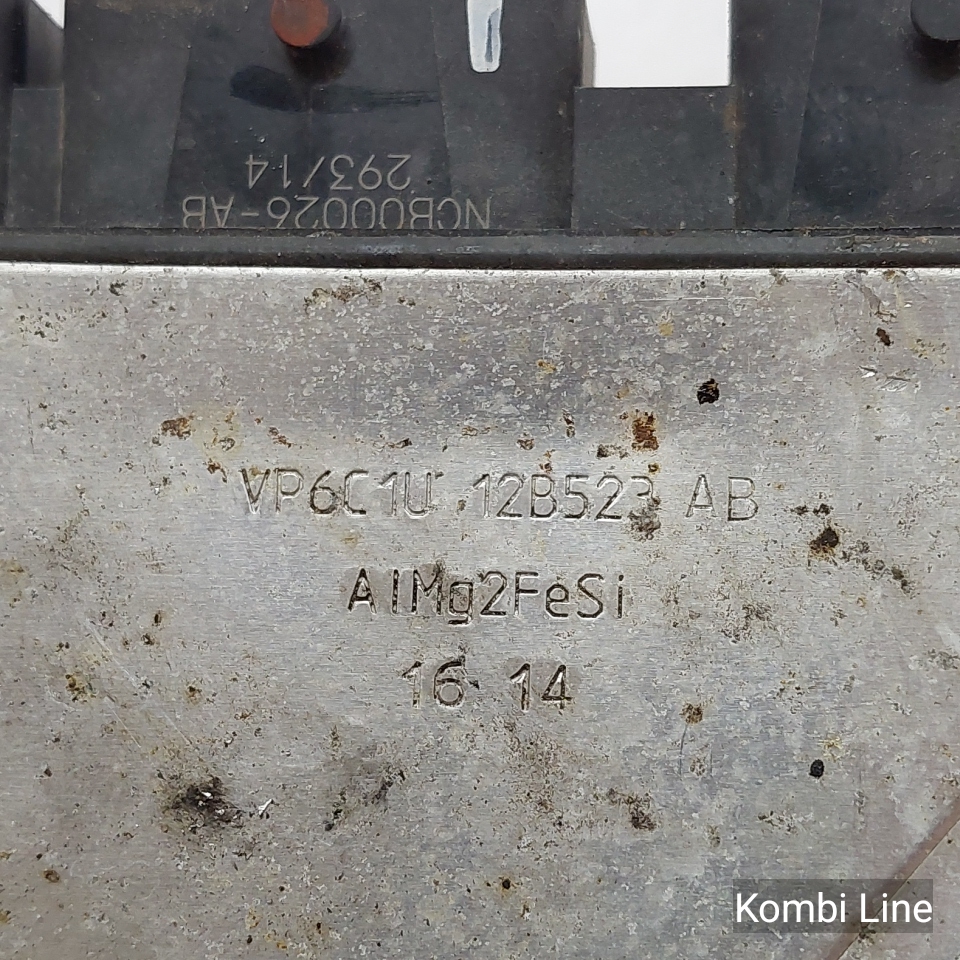 NCB00026-AB
293/14
VP6C1U 12B523 AB
AlMg2FeSi
16 14
Kombi Line